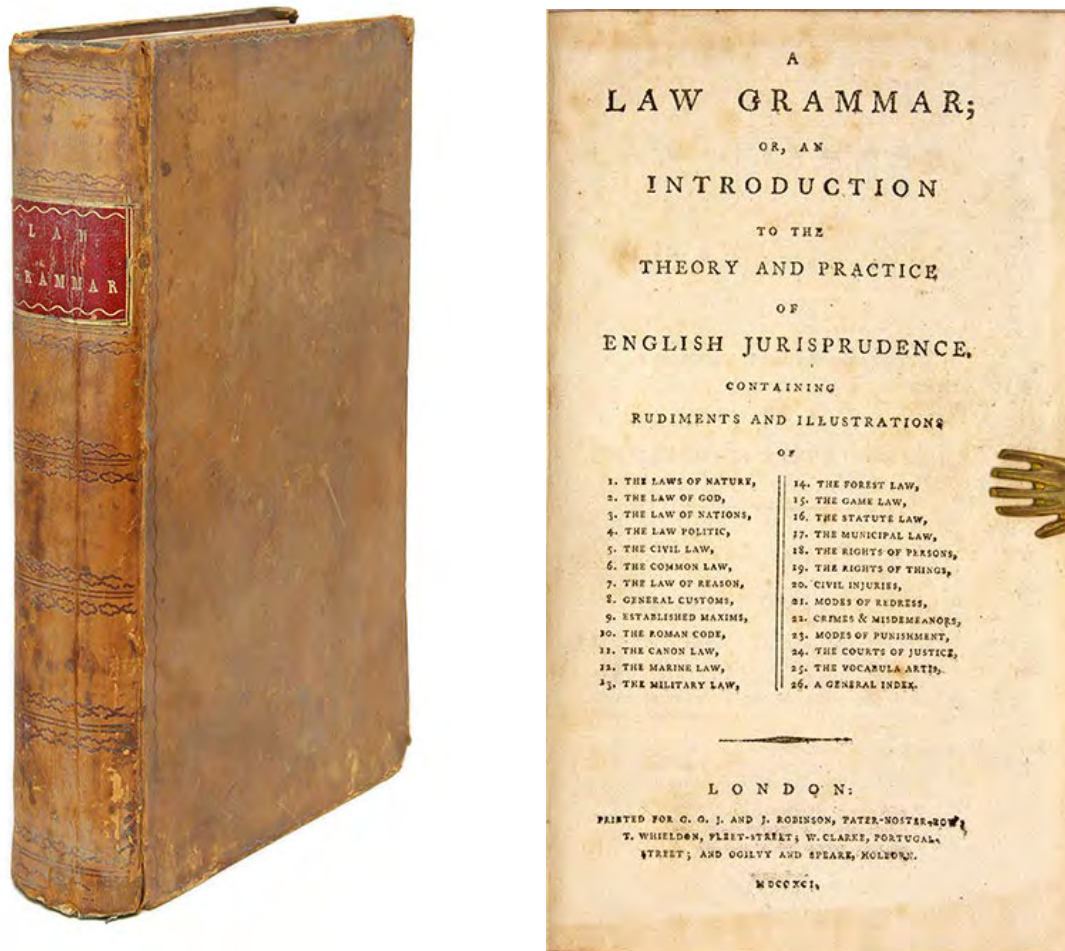 LAW
GRAMMAR
A
LAW GRAMMAR;
OR, AN
INTRODUCTION
TO THE
THEORY AND PRACTICE
OF
ENGLISH JURISPRUDENCE.
CONTAINING
RUDIMENTS AND ILLUSTRATIONS
OF
1. THE LAWS OF NATURE,
2. THE LAW OF GOD,
3. THE LAW OF NATIONS,
4. THE LAW POLITIC,
5. THE CIVIL LAW,
6. THE COMMON LAW,
7. THE LAW OF REASON,
8. GENERAL CUSTOMS,
9. ESTABLISHED MAXIMS,
10. THE ROMAN CODE,
11. THE CANON LAW,
12. THE MARINE LAW,
13. THE MILITARY LAW,
14. THE FOREST LAW,
15. THE GAME LAW,
16. THE STATUTE LAW,
17. THE MUNICIPAL LAW,
18. THE RIGHTS OF PERSONS,
19. THE RIGHTS OF THINGS,
20. CIVIL INJURIES,
21. MODES OF REDRESS,
22. CRIMES & MISDEMEANORS,
23. MODES OF PUNISHMENT,
24. THE COURTS OF JUSTICE,
25. THE VOCABULA ARTIS,
26. A GENERAL INDEX.
LONDON:
PRINTED FOR G. G. J. AND J. ROBINSON, PATER-NOSTER-ROW;
T. WHIELDON, FLEET-STREET; W. CLARKE, PORTUGAL-
STREET; AND OGILVY AND SPEARE, HOLBORN.
MDCCXCI.